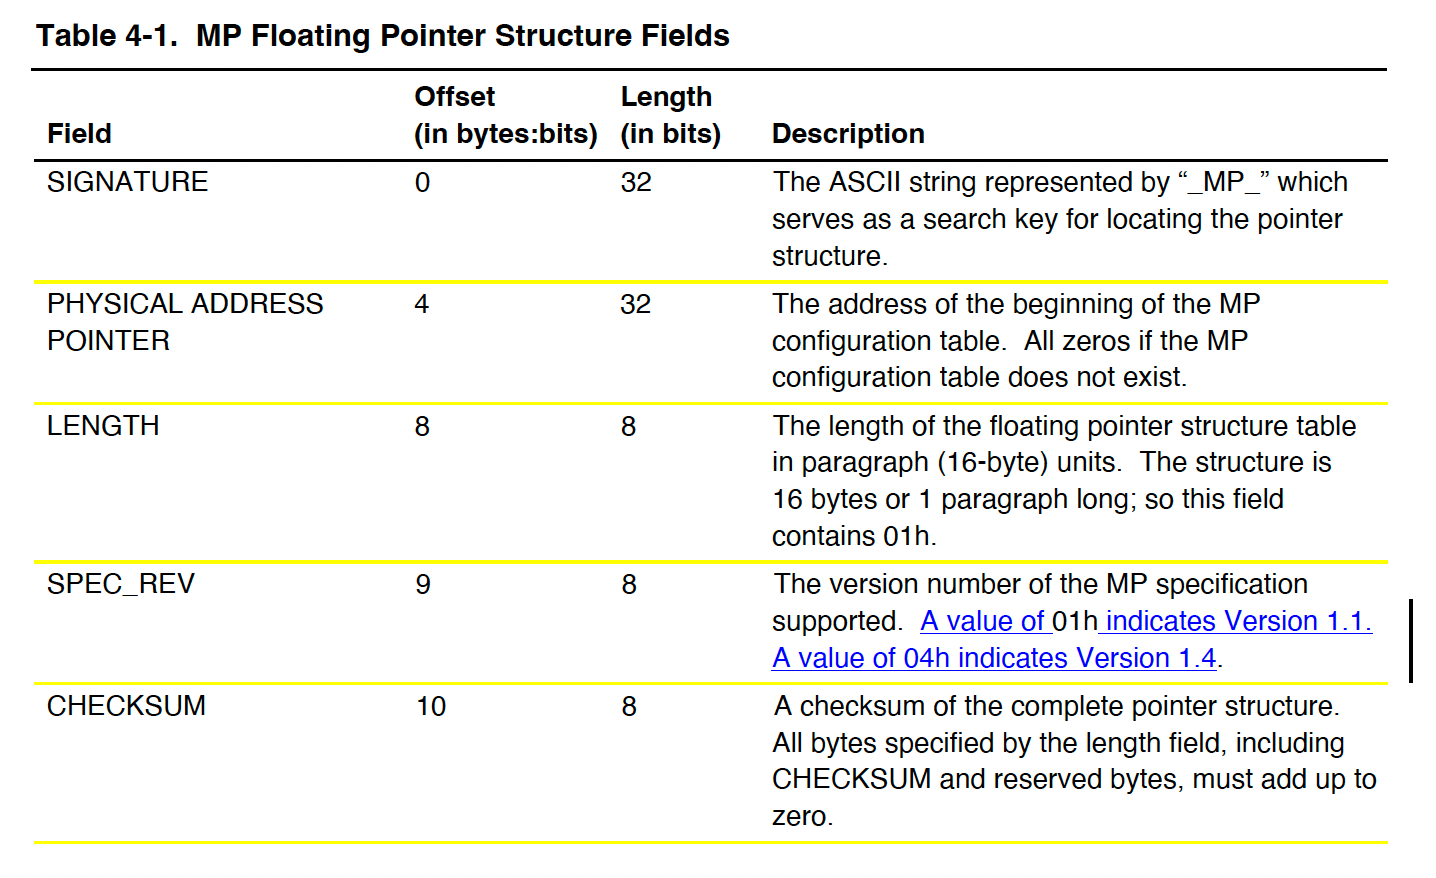 Table 4-1.  MP Floating Pointer Structure Fields
Field Offset (in bytes:bits) Length (in bits) Description
SIGNATURE 0 32 The ASCII string represented by “_MP_” which
serves as a search key for locating the pointer
structure.
PHYSICAL ADDRESS 4 32 The address of the beginning of the MP
POINTER configuration table.  All zeros if the MP
configuration table does not exist.
LENGTH 8 8 The length of the floating pointer structure table
in paragraph (16-byte) units.  The structure is
16 bytes or 1 paragraph long; so this field
contains 01h.
SPEC_REV 9 8 The version number of the MP specification
supported.  A value of 01h indicates Version 1.1.
A value of 04h indicates Version 1.4.
CHECKSUM 10 8 A checksum of the complete pointer structure.
All bytes specified by the length field, including
CHECKSUM and reserved bytes, must add up to
zero.